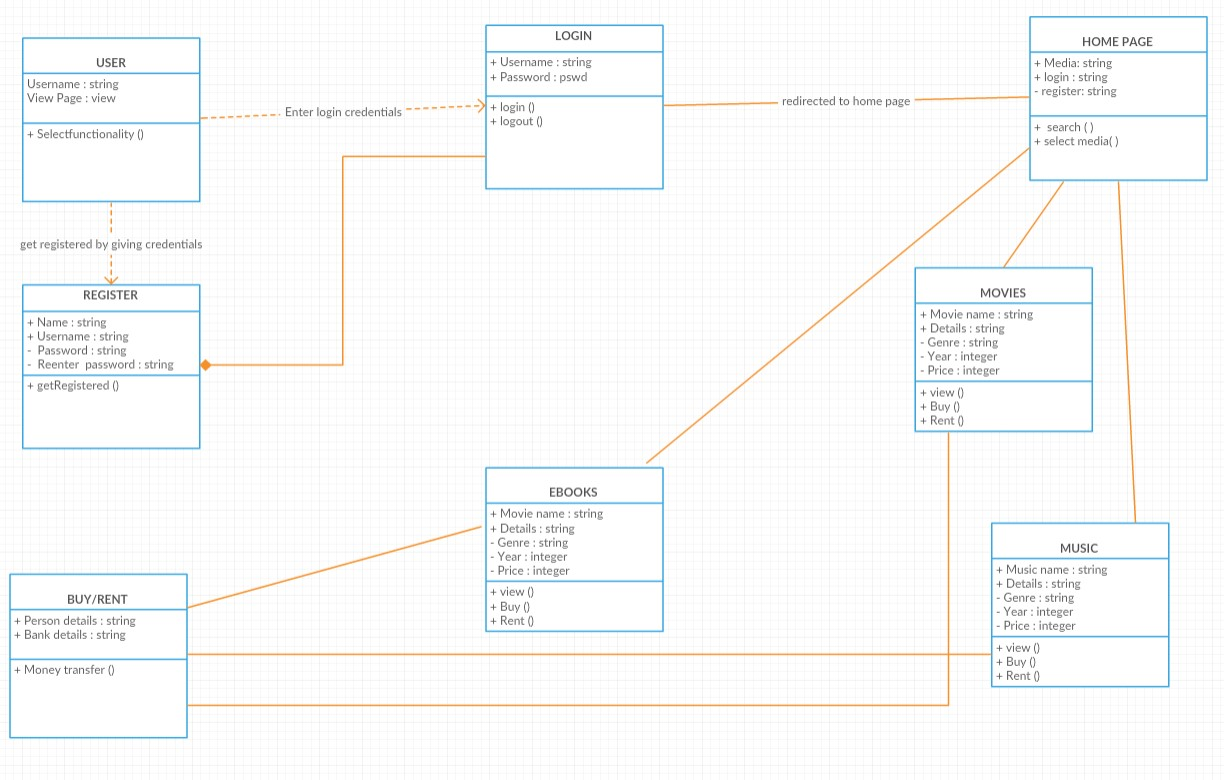 USER
Username : string
View Page : view
+ Selectfunctionality ()
Enter login credentials
LOGIN
+ Username : string
+ Password : pswd
+ login ()
+ logout ()
redirected to home page
HOME PAGE
+ Media: string
+ login : string
- register: string
+  search ( )
+ select media( )
get registered by giving credentials
REGISTER
+ Name : string
+ Username : string
-  Password : string
-  Reenter  password : string
+ getRegistered ()
MOVIES
+ Movie name : string
+ Details : string
- Genre : string
- Year : integer
- Price : integer
+ view ()
+ Buy ()
+ Rent ()
EBOOKS
+ Movie name : string
+ Details : string
- Genre : string
- Year : integer
- Price : integer
+ view ()
+ Buy ()
+ Rent ()
MUSIC
+ Music name : string
+ Details : string
- Genre : string
- Year : integer
- Price : integer
+ view ()
+ Buy ()
+ Rent ()
BUY/RENT
+ Person details : string
+ Bank details : string
+ Money transfer ()